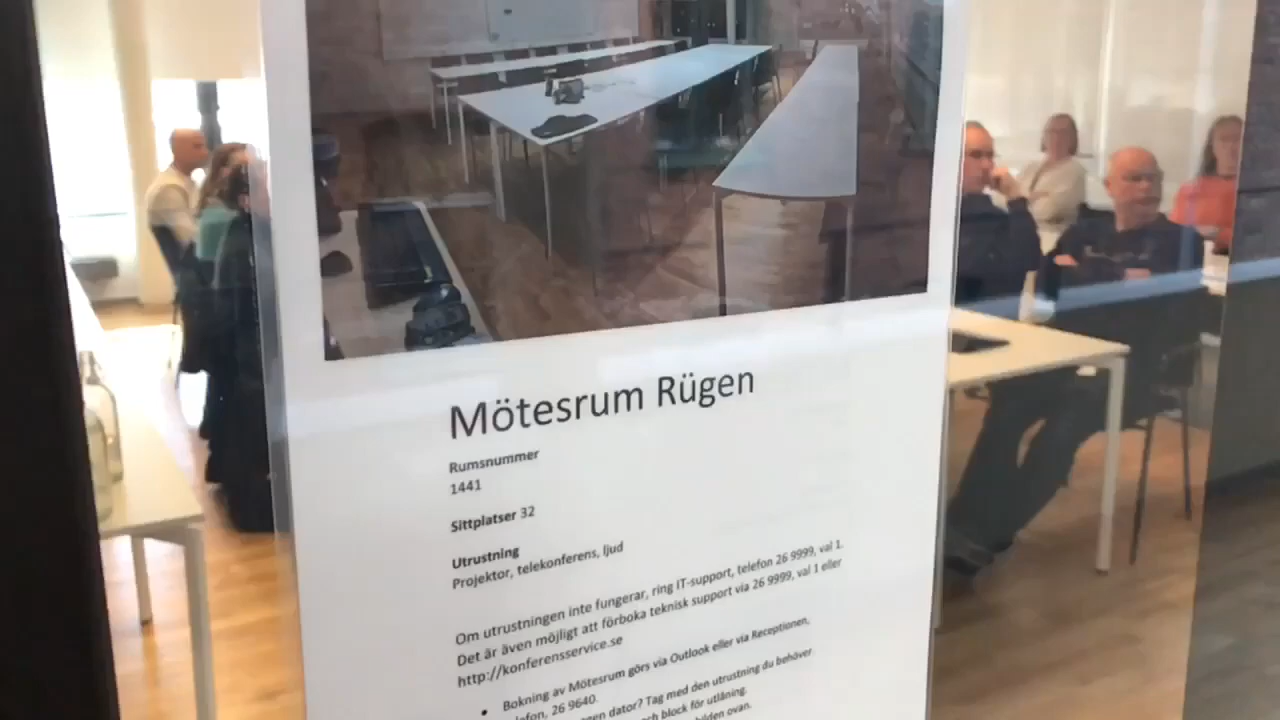 Mötesrum Rügen
Rumsnummer
1441
Sittplatser 32
Utrustning
Projektor, telekonferens, ljud
Om utrustningen inte fungerar, ring IT-support, telefon 26 9999, val 1.
Det är även möjligt att förboka teknisk support via 26 9999, val 1 eller
http://konferensservice.se
• Bokning av Mötesrum görs via Outlook eller via Receptionen,
26 9640.
dator? Tag med den utrustning du behöver
och block för utlåning.
bilden ovan.